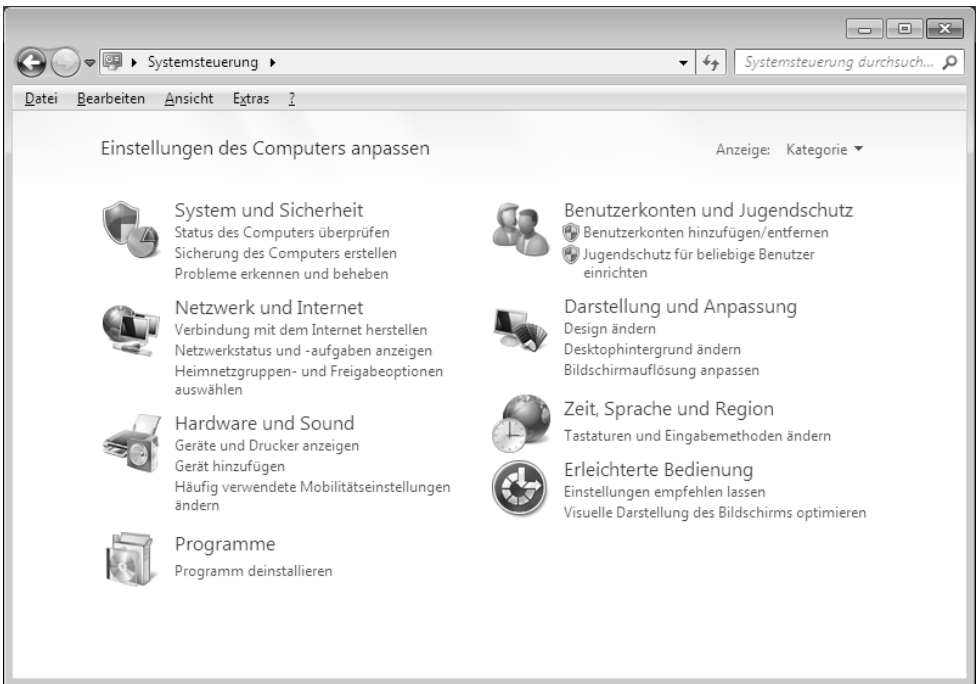 Systemsteuerung
Systemsteuerung durchsuch...
Datei Bearbeiten Ansicht Extras ?
Einstellungen des Computers anpassen
Anzeige: Kategorie
System und Sicherheit
Status des Computers überprüfen
Sicherung des Computers erstellen
Probleme erkennen und beheben
Netzwerk und Internet
Verbindung mit dem Internet herstellen
Netzwerkstatus und -aufgaben anzeigen
Heimnetzgruppen- und Freigabeoptionen
auswählen
Hardware und Sound
Geräte und Drucker anzeigen
Gerät hinzufügen
Häufig verwendete Mobilitätseinstellungen
ändern
Programme
Programm deinstallieren
Benutzerkonten und Jugendschutz
Benutzerkonten hinzufügen/entfernen
Jugendschutz für beliebige Benutzer
einrichten
Darstellung und Anpassung
Design ändern
Desktophintergrund ändern
Bildschirmauflösung anpassen
Zeit, Sprache und Region
Tastaturen und Eingabemethoden ändern
Erleichterte Bedienung
Einstellungen empfehlen lassen
Visuelle Darstellung des Bildschirms optimieren